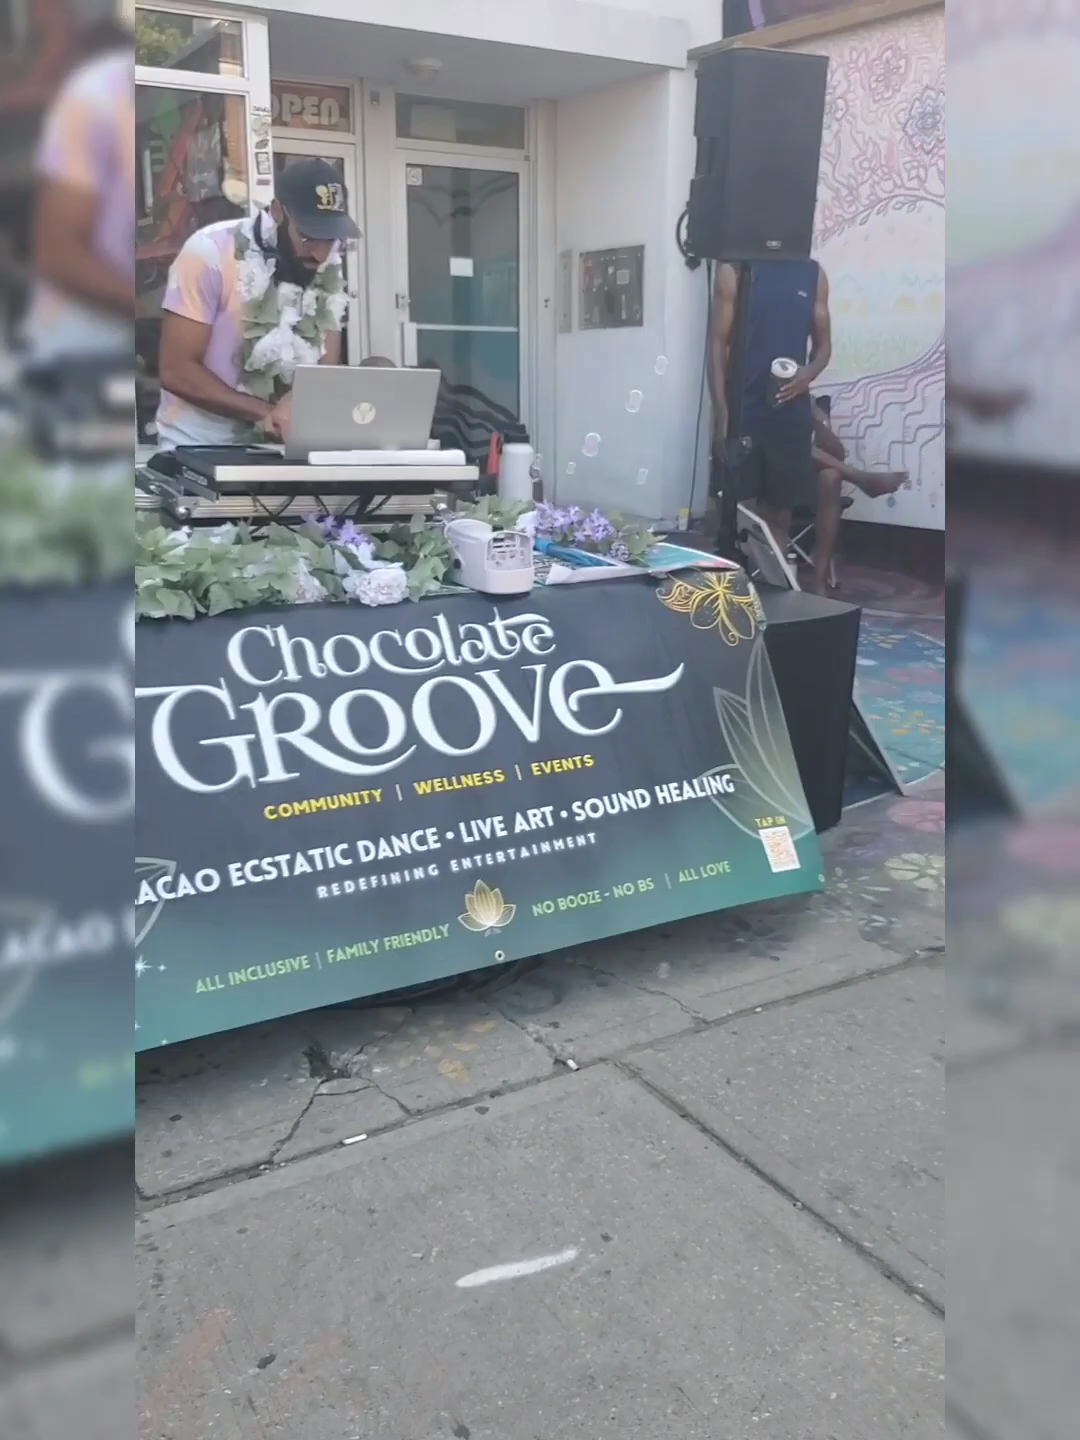 OPEN
Chocolate
GROOVE
COMMUNITY | WELLNESS | EVENTS
ACAO ECSTATIC DANCE • LIVE ART • SOUND HEALING
REDEFINING ENTERTAINMENT
TAP IN
ALL INCLUSIVE | FAMILY FRIENDLY
NO BOOZE - NO BS | ALL LOVE